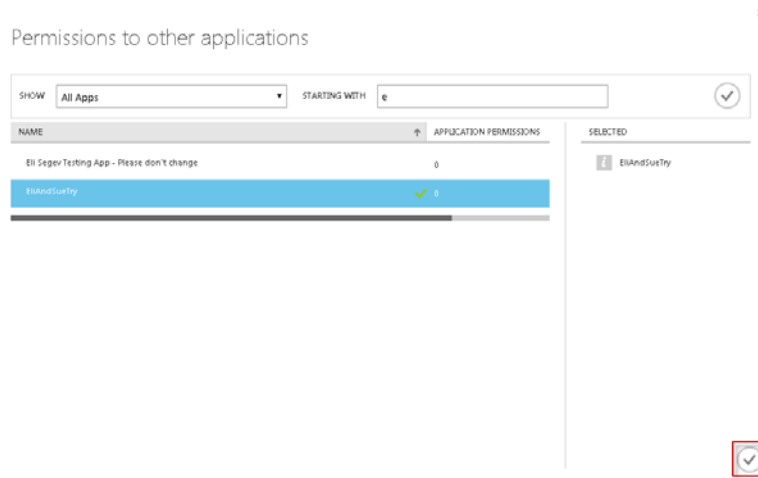 Permissions to other applications
SHOW All Apps STARTING WITH e
NAME APPLICATION PERMISSIONS SELECTED
Eli Segev Testing App - Please don't change 0 EliAndSueTry
EliAndSueTry 0